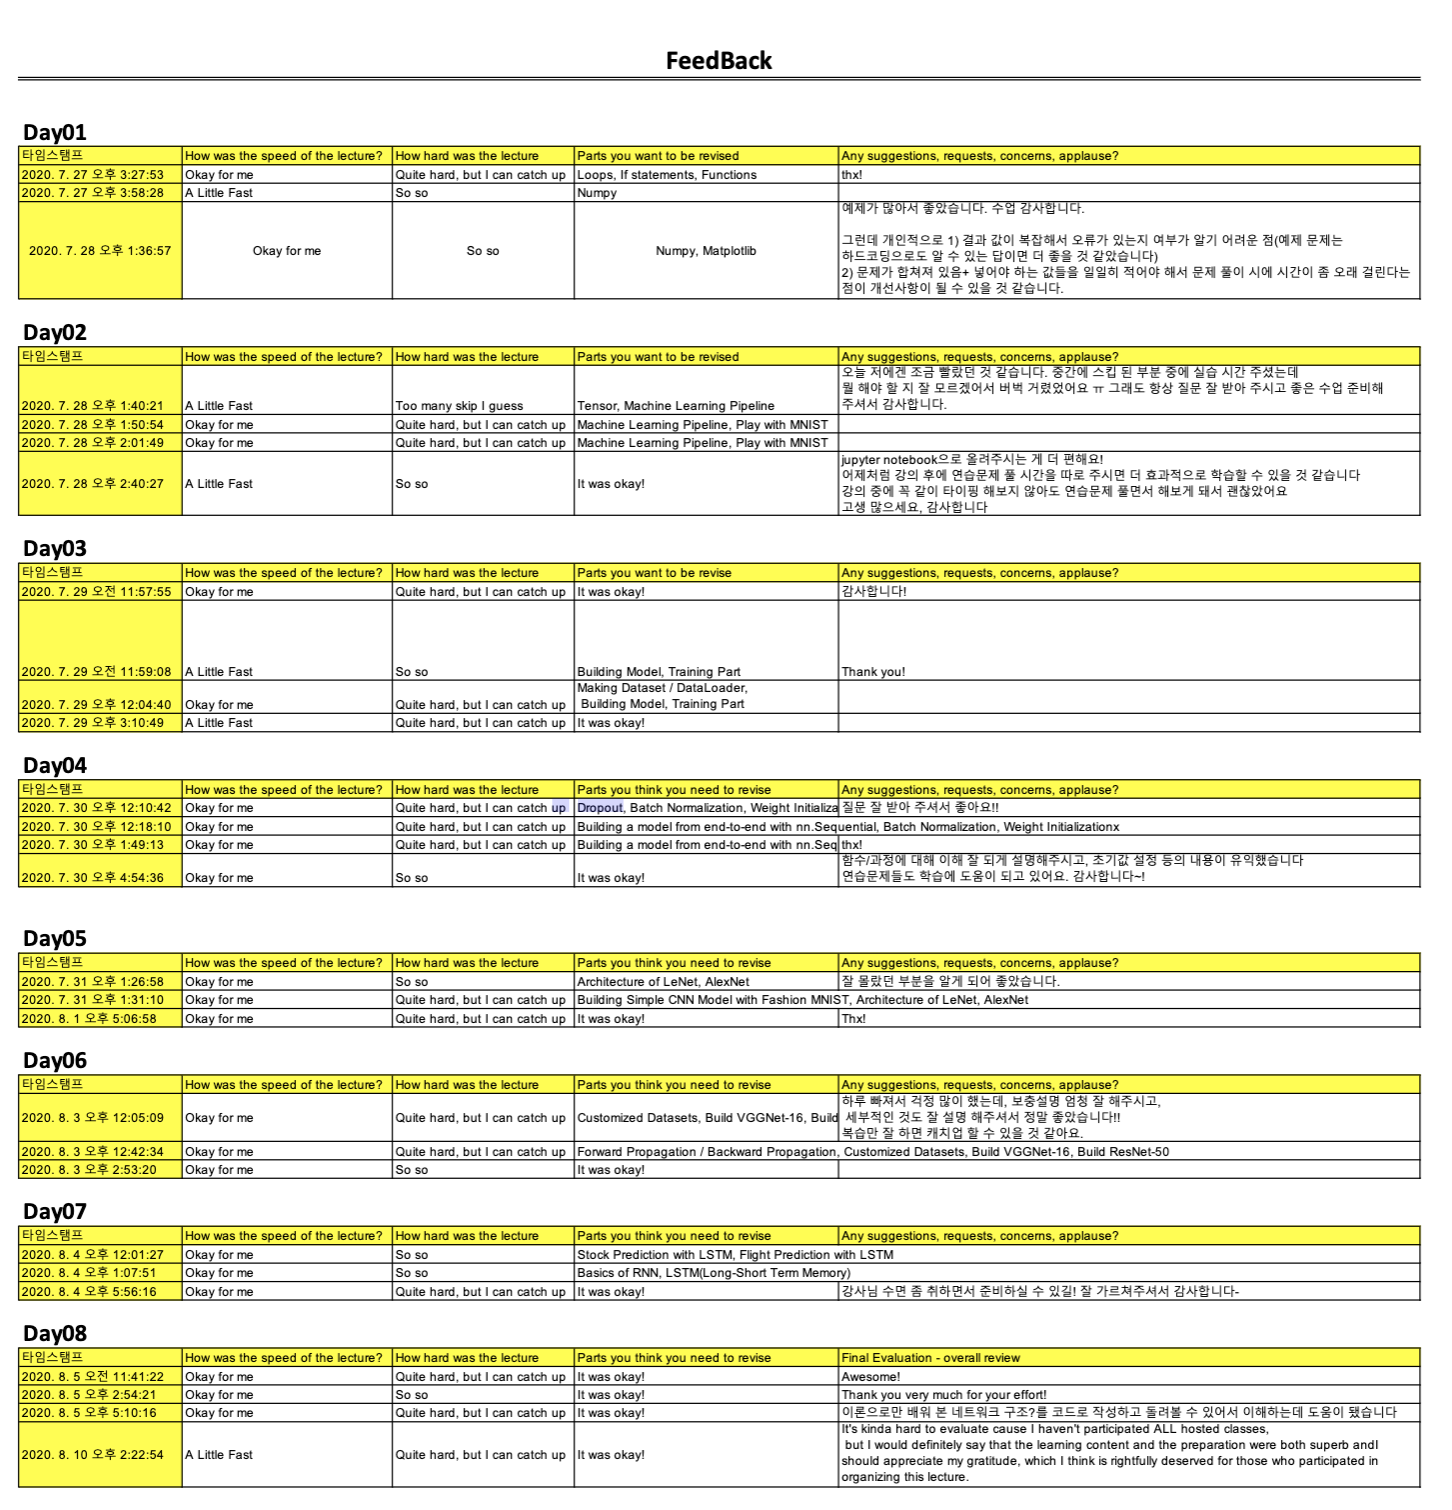 FeedBack
Day01
타임스탬프 How was the speed of the lecture? How hard was the lecture Parts you want to be revised Any suggestions, requests, concerns, applause?
2020. 7. 27 오후 3:27:53 Okay for me Quite hard, but I can catch up Loops, If statements, Functions thx!
2020. 7. 27 오후 3:58:28 A Little Fast So so Numpy
예제가 많아서 좋았습니다. 수업 감사합니다.
그런데 개인적으로 1) 결과 값이 복잡해서 오류가 있는지 여부가 알기 어려운 점(예제 문제는
2020. 7. 28 오후 1:36:57 Okay for me So so Numpy, Matplotlib
하드코딩으로도 알 수 있는 답이면 더 좋을 것 같았습니다)
2) 문제가 합쳐져 있음+ 넣어야 하는 값들을 일일히 적어야 해서 문제 풀이 시에 시간이 좀 오래 걸린다는
점이 개선사항이 될 수 있을 것 같습니다.
Day02
타임스탬프 How was the speed of the lecture? How hard was the lecture Parts you want to be revised Any suggestions, requests, concerns, applause?
오늘 저에겐 조금 빨랐던 것 같습니다. 중간에 스킵 된 부분 중에 실습 시간 주셨는데
뭘 해야 할 지 잘 모르겠어서 버벅 거렸었어요 ㅠ 그래도 항상 질문 잘 받아 주시고 좋은 수업 준비해
2020. 7. 28 오후 1:40:21 A Little Fast Too many skip I guess Tensor, Machine Learning Pipeline 주셔서 감사합니다.
2020. 7. 28 오후 1:50:54 Okay for me Quite hard, but I can catch up Machine Learning Pipeline, Play with MNIST
2020. 7. 28 오후 2:01:49 Okay for me Quite hard, but I can catch up Machine Learning Pipeline, Play with MNIST
jupyter notebook으로 올려주시는 게 더 편해요!
어제처럼 강의 후에 연습문제 풀 시간을 따로 주시면 더 효과적으로 학습할 수 있을 것 같습니다
2020. 7. 28 오후 2:40:27 A Little Fast So so It was okay! 강의 중에 꼭 같이 타이핑 해보지 않아도 연습문제 풀면서 해보게 돼서 괜찮았어요
고생 많으세요, 감사합니다
Day03
타임스탬프 How was the speed of the lecture? How hard was the lecture Parts you want to be revise Any suggestions, requests, concerns, applause?
2020. 7. 29 오전 11:57:55 Okay for me Quite hard, but I can catch up It was okay! 감사합니다!
2020. 7. 29 오전 11:59:08 A Little Fast So so Building Model, Training Part Thank you!
Making Dataset / DataLoader,
2020. 7. 29 오후 12:04:40 Okay for me Quite hard, but I can catch up Building Model, Training Part
2020. 7. 29 오후 3:10:49 A Little Fast Quite hard, but I can catch up It was okay!
Day04
타임스탬프 How was the speed of the lecture? How hard was the lecture Parts you think you need to revise Any suggestions, requests, concerns, applause?
2020. 7. 30 오후 12:10:42 Okay for me Quite hard, but I can catch up Dropout, Batch Normalization, Weight Initializa 질문 잘 받아 주셔서 좋아요!!
2020. 7. 30 오후 12:18:10 Okay for me Quite hard, but I can catch up Building a model from end-to-end with nn.Sequential, Batch Normalization, Weight Initializationx
2020. 7. 30 오후 1:49:13 Okay for me Quite hard, but I can catch up Building a model from end-to-end with nn.Seq thx!
함수/과정에 대해 이해 잘 되게 설명해주시고, 초기값 설정 등의 내용이 유익했습니다
2020. 7. 30 오후 4:54:36 Okay for me So so It was okay! 연습문제들도 학습에 도움이 되고 있어요. 감사합니다~!
Day05
타임스탬프 How was the speed of the lecture? How hard was the lecture Parts you think you need to revise Any suggestions, requests, concerns, applause?
2020. 7. 31 오후 1:26:58 Okay for me So so Architecture of LeNet, AlexNet 잘 몰랐던 부분을 알게 되어 좋았습니다.
2020. 7. 31 오후 1:31:10 Okay for me Quite hard, but I can catch up Building Simple CNN Model with Fashion MNIST, Architecture of LeNet, AlexNet
2020. 8. 1 오후 5:06:58 Okay for me Quite hard, but I can catch up It was okay! Thx!
Day06
타임스탬프 How was the speed of the lecture? How hard was the lecture Parts you think you need to revise Any suggestions, requests, concerns, applause?
하루 빠져서 걱정 많이 했는데, 보충설명 엄청 잘 해주시고,
2020. 8. 3 오후 12:05:09 Okay for me Quite hard, but I can catch up Customized Datasets, Build VGGNet-16, Build 세부적인 것도 잘 설명 해주셔서 정말 좋았습니다!!
복습만 잘 하면 캐치업 할 수 있을 것 같아요.
2020. 8. 3 오후 12:42:34 Okay for me Quite hard, but I can catch up Forward Propagation / Backward Propagation, Customized Datasets, Build VGGNet-16, Build ResNet-50
2020. 8. 3 오후 2:53:20 Okay for me So so It was okay!
Day07
타임스탬프 How was the speed of the lecture? How hard was the lecture Parts you think you need to revise Any suggestions, requests, concerns, applause?
2020. 8. 4 오후 12:01:27 Okay for me So so Stock Prediction with LSTM, Flight Prediction with LSTM
2020. 8. 4 오후 1:07:51 Okay for me So so Basics of RNN, LSTM(Long-Short Term Memory)
2020. 8. 4 오후 5:56:16 Okay for me Quite hard, but I can catch up It was okay! 강사님 수면 좀 취하면서 준비하실 수 있길! 잘 가르쳐주셔서 감사합니다-
Day08
타임스탬프 How was the speed of the lecture? How hard was the lecture Parts you think you need to revise Final Evaluation - overall review
2020. 8. 5 오전 11:41:22 Okay for me Quite hard, but I can catch up It was okay! Awesome!
2020. 8. 5 오후 2:54:21 Okay for me So so It was okay! Thank you very much for your effort!
2020. 8. 5 오후 5:10:16 Okay for me Quite hard, but I can catch up It was okay! 이론으로만 배워 본 네트워크 구조?를 코드로 작성하고 돌려볼 수 있어서 이해하는데 도움이 됐습니다
It's kinda hard to evaluate cause I haven't participated ALL hosted classes,
but I would definitely say that the learning content and the preparation were both superb andI
2020. 8. 10 오후 2:22:54 A Little Fast Quite hard, but I can catch up It was okay! should appreciate my gratitude, which I think is rightfully deserved for those who participated in
organizing this lecture.